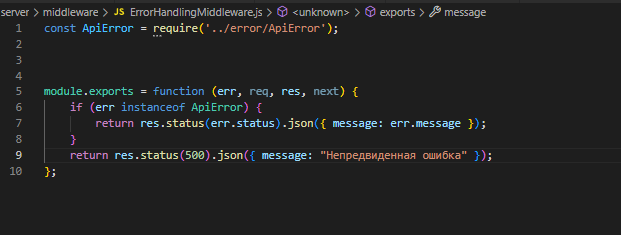 server > middleware > JS ErrorHandlingMiddleware.js > <unknown> > exports > message
1 const ApiError = require('../error/ApiError');
2
3
4
5 module.exports = function (err, req, res, next) {
6 if (err instanceof ApiError) {
7 return res.status(err.status).json({ message: err.message });
8 }
9 return res.status(500).json({ message: "Непредвиденная ошибка" });
10 };